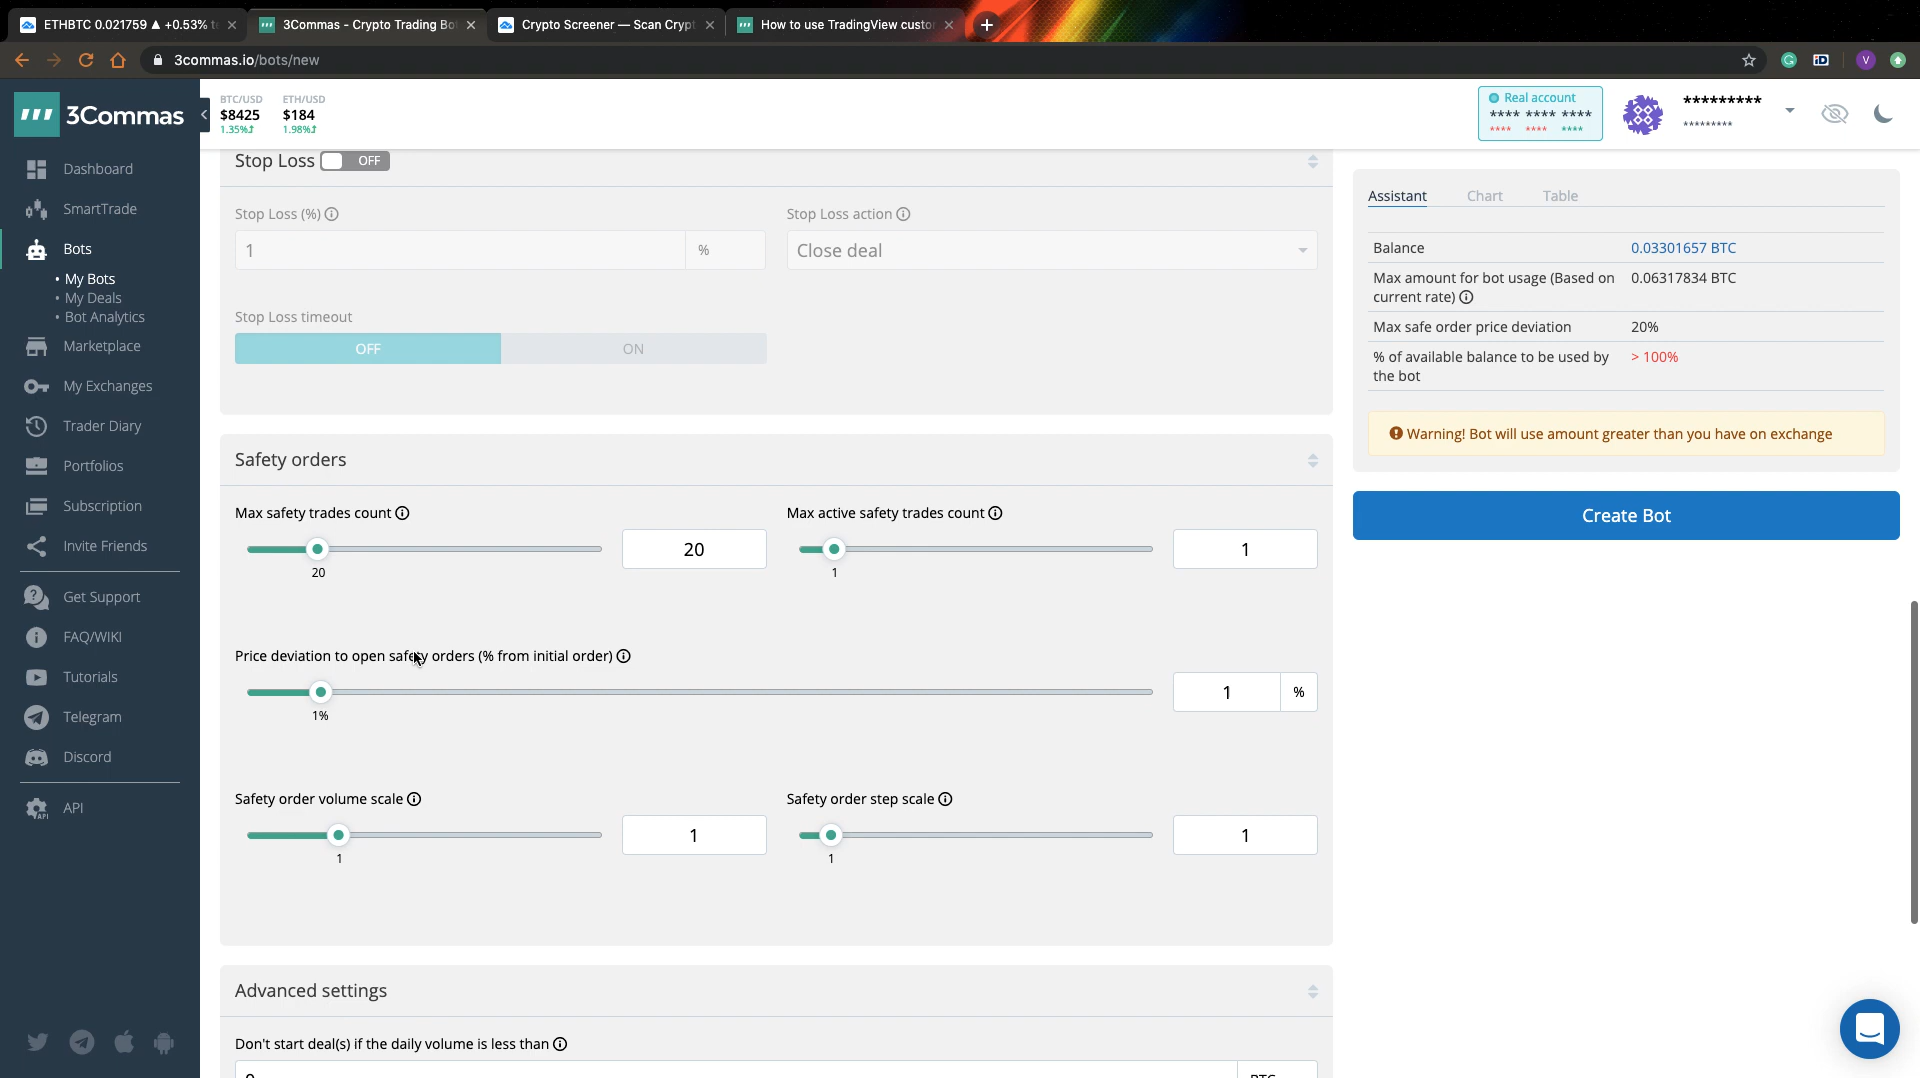 ETHBTC 0.021759 ▲ +0.53%
3Commas - Crypto Trading Bo
Crypto Screener — Scan Crypt
How to use TradingView custo
3commas.io/bots/new
V
3Commas
BTC/USD
$8425
1.35%
ETH/USD
$184
1.98%
Real account
**** **** ****
**** **** ****
*********
*********
Dashboard
SmartTrade
Bots
• My Bots
• My Deals
• Bot Analytics
Marketplace
My Exchanges
Trader Diary
Portfolios
Subscription
Invite Friends
Get Support
FAQ/WIKI
Tutorials
Telegram
Discord
API
Stop Loss OFF
Stop Loss (%)
1 %
Stop Loss action
Close deal
Stop Loss timeout
OFF ON
Safety orders
Max safety trades count
20
20
Max active safety trades count
1
1
Price deviation to open safety orders (% from initial order)
1 %
1%
Safety order volume scale
1
1
Safety order step scale
1
1
Advanced settings
Don't start deal(s) if the daily volume is less than
Assistant Chart Table
Balance 0.03301657 BTC
Max amount for bot usage (Based on 0.06317834 BTC
current rate)
Max safe order price deviation 20%
% of available balance to be used by > 100%
the bot
Warning! Bot will use amount greater than you have on exchange
Create Bot